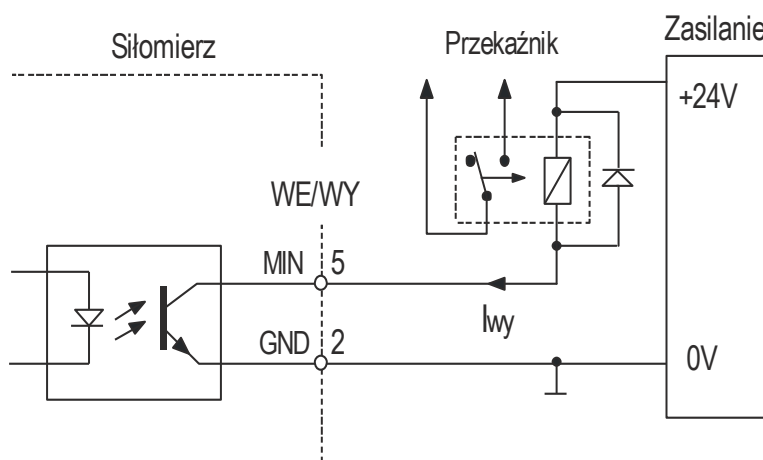 Siłomierz
Przekaźnik
Zasilanie
+24V
WE/WY
MIN 5
Iwy
GND 2
0V